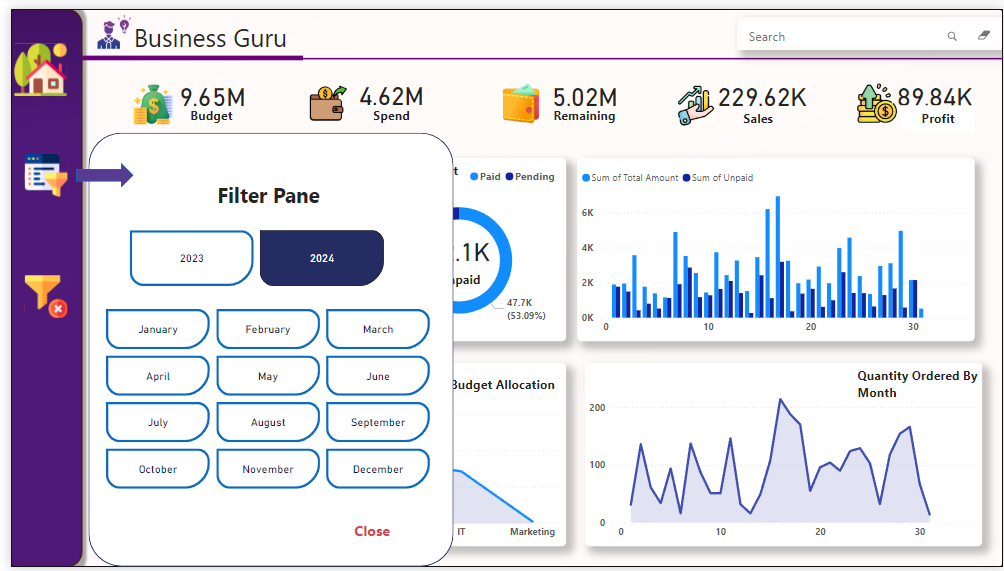 Business Guru
Search
9.65M
Budget
4.62M
Spend
5.02M
Remaining
229.62K
Sales
89.84K
Profit
Filter Pane
2023
2024
January
February
March
April
May
June
July
August
September
October
November
December
Close
Paid
Pending
.1K
47.7K
(53.09%)
Sum of Total Amount
Sum of Unpaid
6K
4K
2K
0K
0
10
20
30
Budget Allocation
IT
Marketing
Quantity Ordered By
Month
200
100
0
0
10
20
30